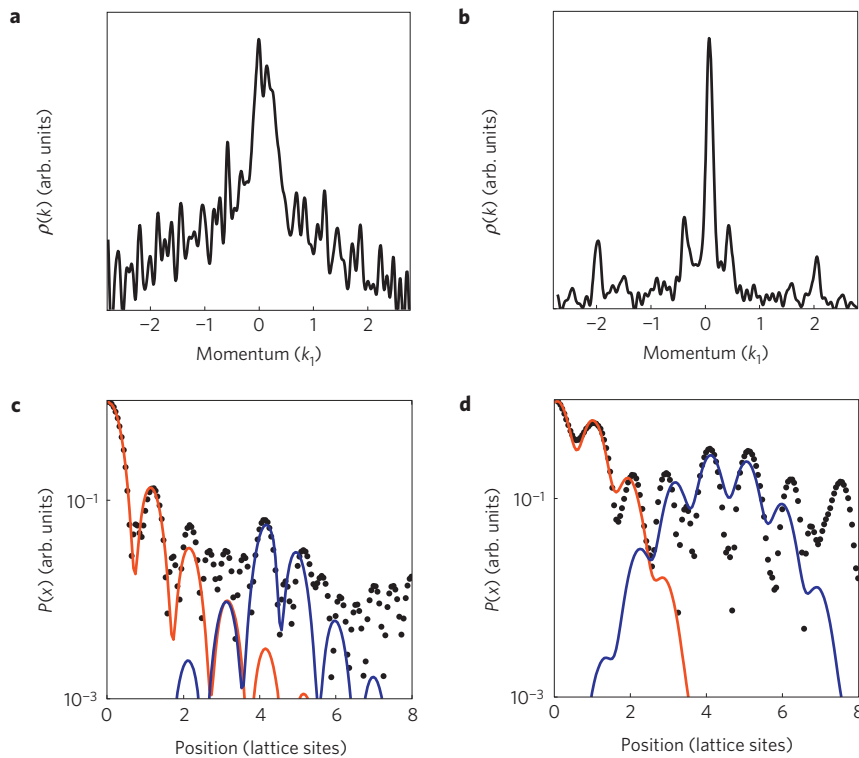 a
ρ(k) (arb. units)
−2 −1 0 1 2
Momentum (k₁)
b
ρ(k) (arb. units)
−2 −1 0 1 2
Momentum (k₁)
c
P(x) (arb. units)
10⁻¹
10⁻³
0 2 4 6 8
Position (lattice sites)
d
P(x) (arb. units)
10⁻¹
10⁻³
0 2 4 6 8
Position (lattice sites)